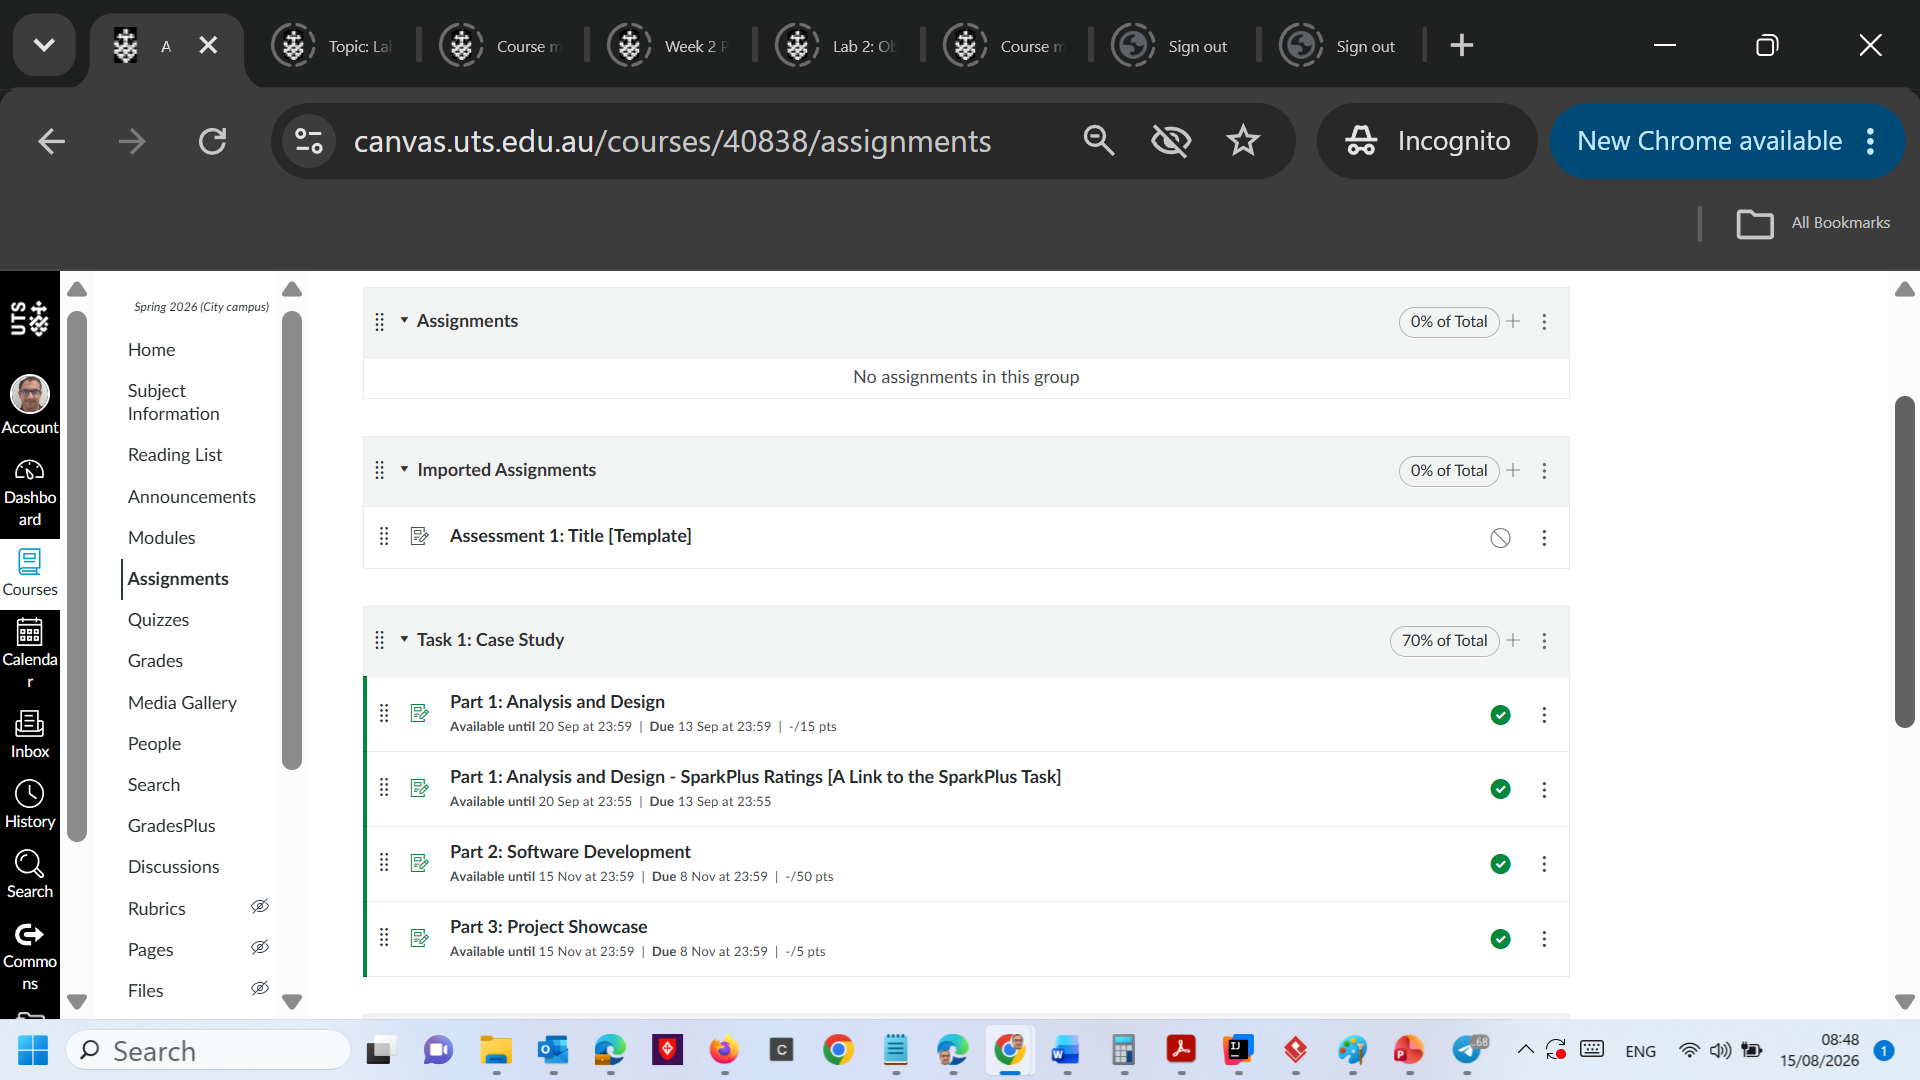 A
Topic: La
Course m
Week 2 P
Lab 2: Ob
Course m
Sign out
Sign out
canvas.uts.edu.au/courses/40838/assignments
Incognito
New Chrome available
All Bookmarks
UTS
Account
Dashbo
ard
Courses
Calenda
r
Inbox
History
Search
Commo
ns
Spring 2026 (City campus)
Home
Subject
Information
Reading List
Announcements
Modules
Assignments
Quizzes
Grades
Media Gallery
People
Search
GradesPlus
Discussions
Rubrics
Pages
Files
Assignments
0% of Total
No assignments in this group
Imported Assignments
0% of Total
Assessment 1: Title [Template]
Task 1: Case Study
70% of Total
Part 1: Analysis and Design
Available until 20 Sep at 23:59 | Due 13 Sep at 23:59 | -/15 pts
Part 1: Analysis and Design - SparkPlus Ratings [A Link to the SparkPlus Task]
Available until 20 Sep at 23:55 | Due 13 Sep at 23:55
Part 2: Software Development
Available until 15 Nov at 23:59 | Due 8 Nov at 23:59 | -/50 pts
Part 3: Project Showcase
Available until 15 Nov at 23:59 | Due 8 Nov at 23:59 | -/5 pts
Search
ENG
08:48
15/08/2026
1